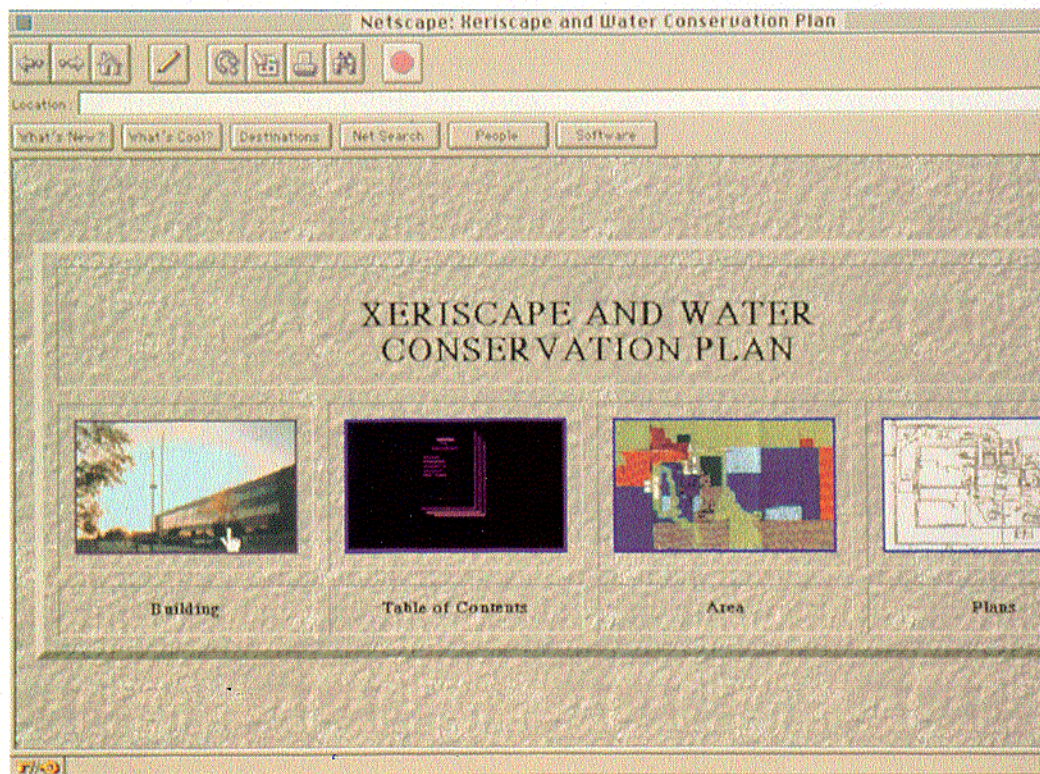 Netscape: Xeriscape and Water Conservation Plan
Location:
What's New?
What's Cool?
Destinations
Net Search
People
Software
XERISCAPE AND WATER
CONSERVATION PLAN
Building
Table of Contents
Area
Plans